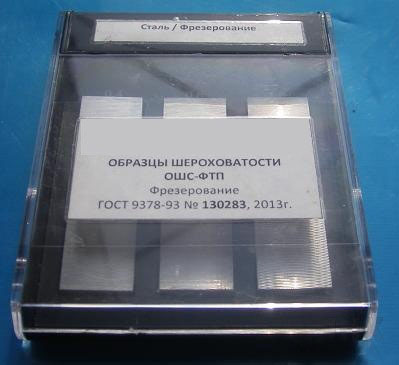 Сталь / Фрезерование
ОБРАЗЦЫ ШЕРОХОВАТОСТИ
ОШС-ФТП
Фрезерование
ГОСТ 9378-93 № 130283, 2013г.